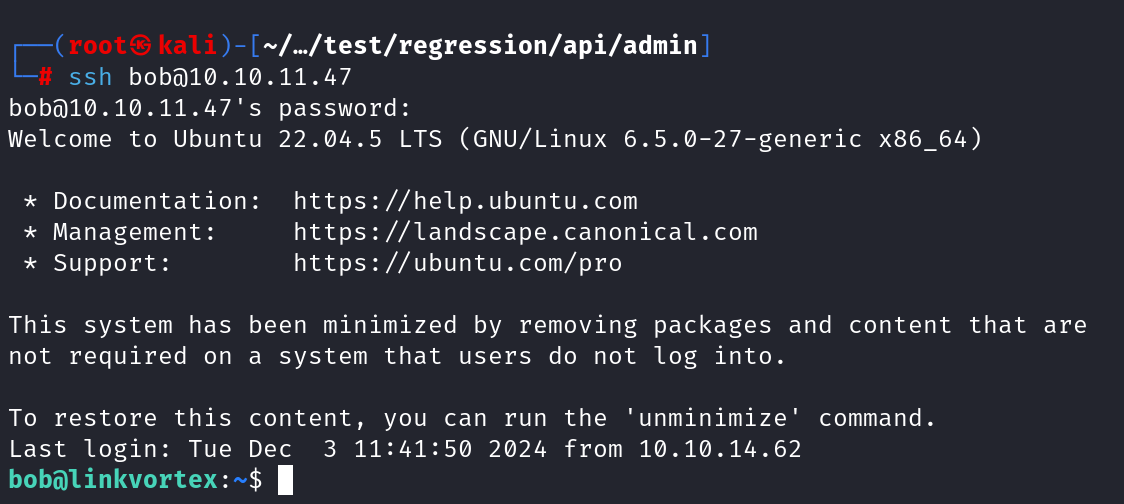 ┌──(root㉿kali)-[~/…/test/regression/api/admin]
└─# ssh bob@10.10.11.47
bob@10.10.11.47's password:
Welcome to Ubuntu 22.04.5 LTS (GNU/Linux 6.5.0-27-generic x86_64)
* Documentation:  https://help.ubuntu.com
* Management:     https://landscape.canonical.com
* Support:        https://ubuntu.com/pro
This system has been minimized by removing packages and content that are
not required on a system that users do not log into.
To restore this content, you can run the 'unminimize' command.
Last login: Tue Dec  3 11:41:50 2024 from 10.10.14.62
bob@linkvortex:~$